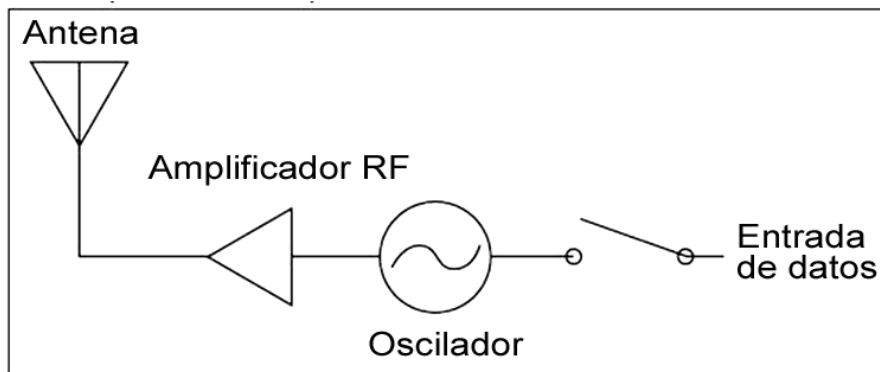 Antena
Amplificador RF
Entrada
de datos
Oscilador